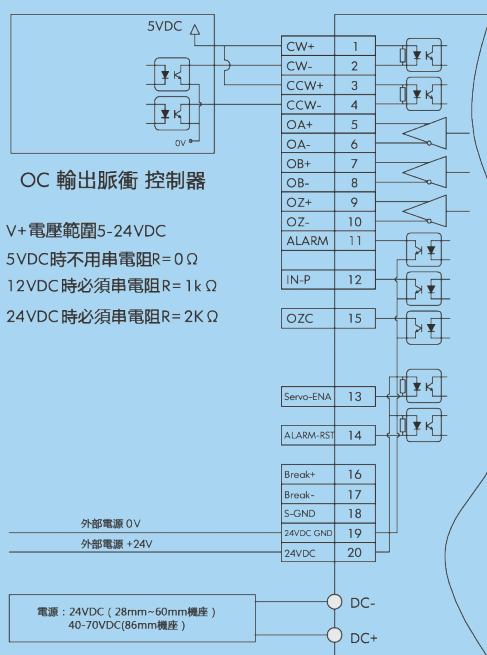 5VDC
0V
OC 輸出脈衝 控制器
V+電壓範圍5-24VDC
5VDC時不用串電阻R=0Ω
12VDC時必須串電阻R=1kΩ
24VDC時必須串電阻R=2KΩ
CW+ 1
CW- 2
CCW+ 3
CCW- 4
OA+ 5
OA- 6
OB+ 7
OB- 8
OZ+ 9
OZ- 10
ALARM 11
IN-P 12
OZC 15
Servo-ENA 13
ALARM-RST 14
Break+ 16
Break- 17
S-GND 18
24VDC GND 19
24VDC 20
外部電源 0V
外部電源 +24V
電源：24VDC（28mm~60mm機座）
40-70VDC(86mm機座)
DC-
DC+